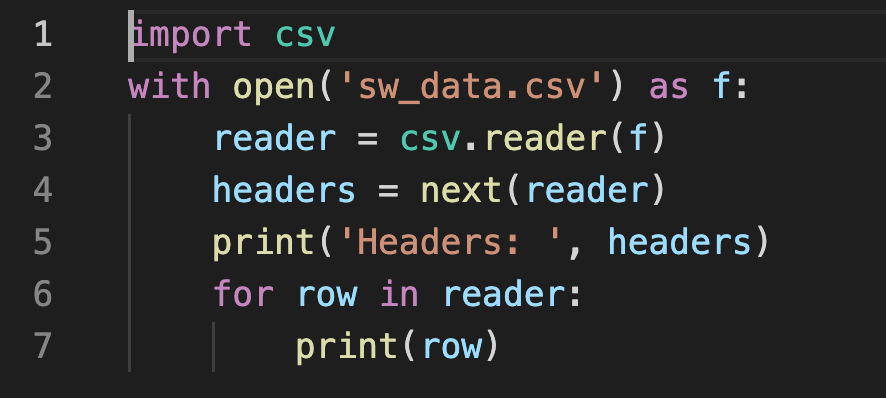 1 import csv
2 with open('sw_data.csv') as f:
3     reader = csv.reader(f)
4     headers = next(reader)
5     print('Headers: ', headers)
6     for row in reader:
7         print(row)